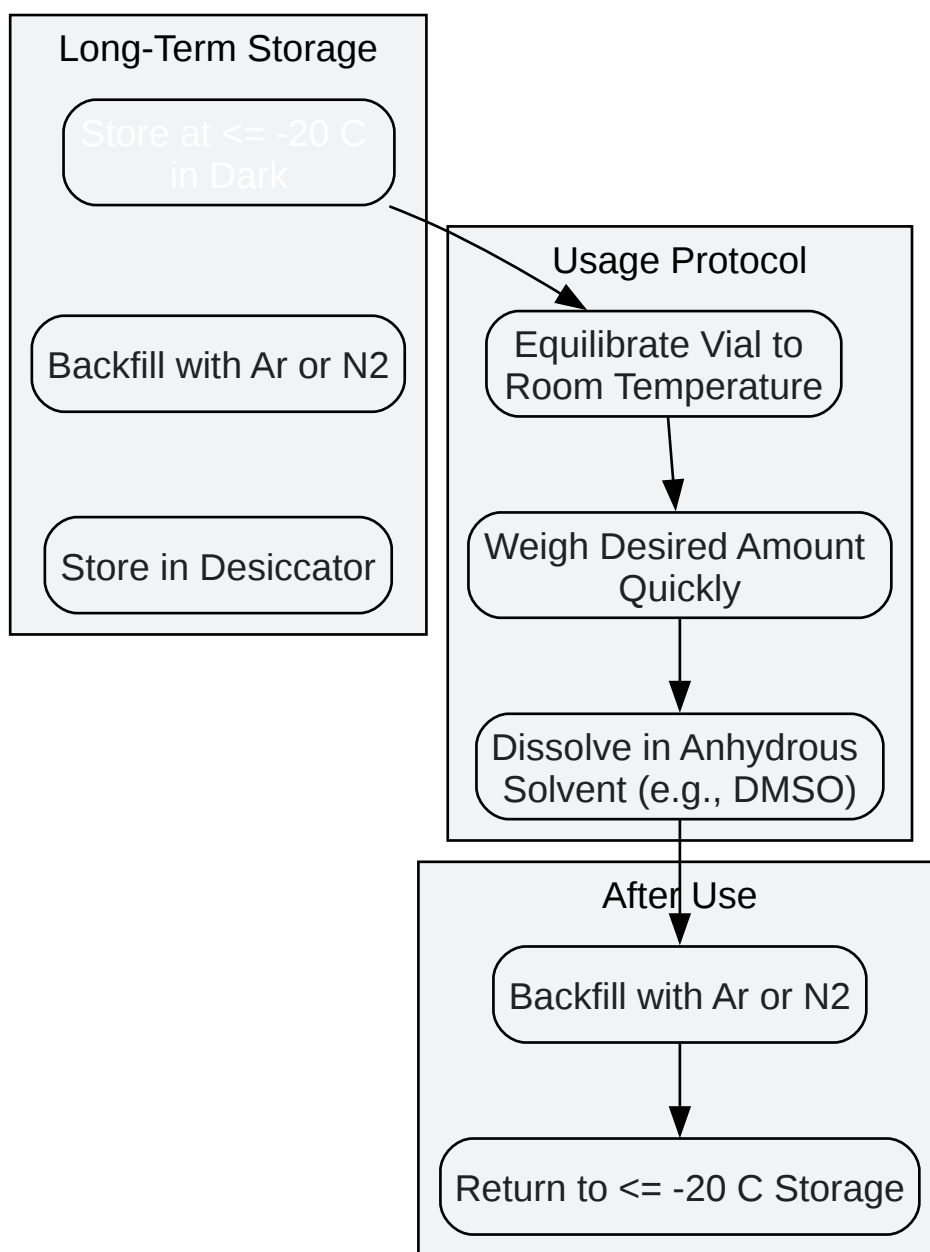 Long-Term Storage
Store at <= -20 C
in Dark
Backfill with Ar or N2
Store in Desiccator
Usage Protocol
Equilibrate Vial to
Room Temperature
Weigh Desired Amount
Quickly
Dissolve in Anhydrous
Solvent (e.g., DMSO)
After Use
Backfill with Ar or N2
Return to <= -20 C Storage